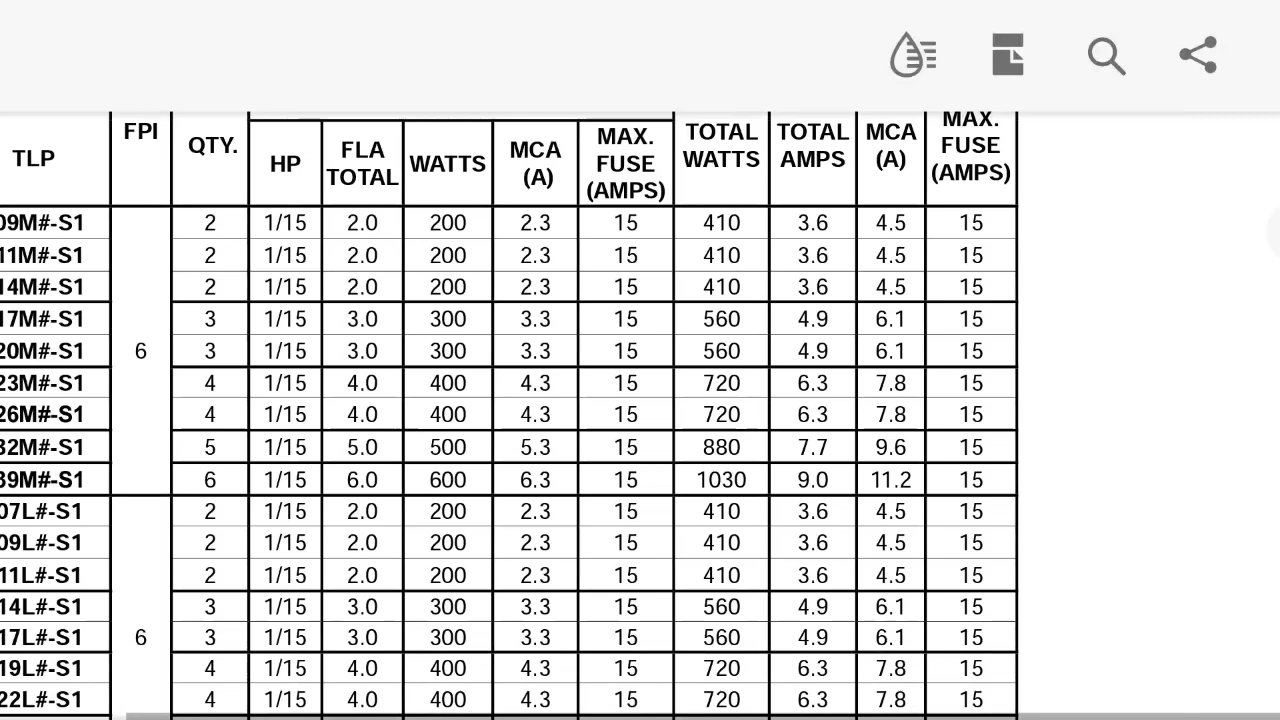 TLP FPI QTY. HP FLA TOTAL WATTS MCA (A) MAX. FUSE (AMPS) TOTAL WATTS TOTAL AMPS MCA (A) MAX. FUSE (AMPS)
09M#-S1 2 1/15 2.0 200 2.3 15 410 3.6 4.5 15
11M#-S1 2 1/15 2.0 200 2.3 15 410 3.6 4.5 15
14M#-S1 2 1/15 2.0 200 2.3 15 410 3.6 4.5 15
17M#-S1 3 1/15 3.0 300 3.3 15 560 4.9 6.1 15
20M#-S1 6 3 1/15 3.0 300 3.3 15 560 4.9 6.1 15
23M#-S1 4 1/15 4.0 400 4.3 15 720 6.3 7.8 15
26M#-S1 4 1/15 4.0 400 4.3 15 720 6.3 7.8 15
32M#-S1 5 1/15 5.0 500 5.3 15 880 7.7 9.6 15
39M#-S1 6 1/15 6.0 600 6.3 15 1030 9.0 11.2 15
07L#-S1 2 1/15 2.0 200 2.3 15 410 3.6 4.5 15
09L#-S1 2 1/15 2.0 200 2.3 15 410 3.6 4.5 15
11L#-S1 2 1/15 2.0 200 2.3 15 410 3.6 4.5 15
14L#-S1 3 1/15 3.0 300 3.3 15 560 4.9 6.1 15
17L#-S1 6 3 1/15 3.0 300 3.3 15 560 4.9 6.1 15
19L#-S1 4 1/15 4.0 400 4.3 15 720 6.3 7.8 15
22L#-S1 4 1/15 4.0 400 4.3 15 720 6.3 7.8 15